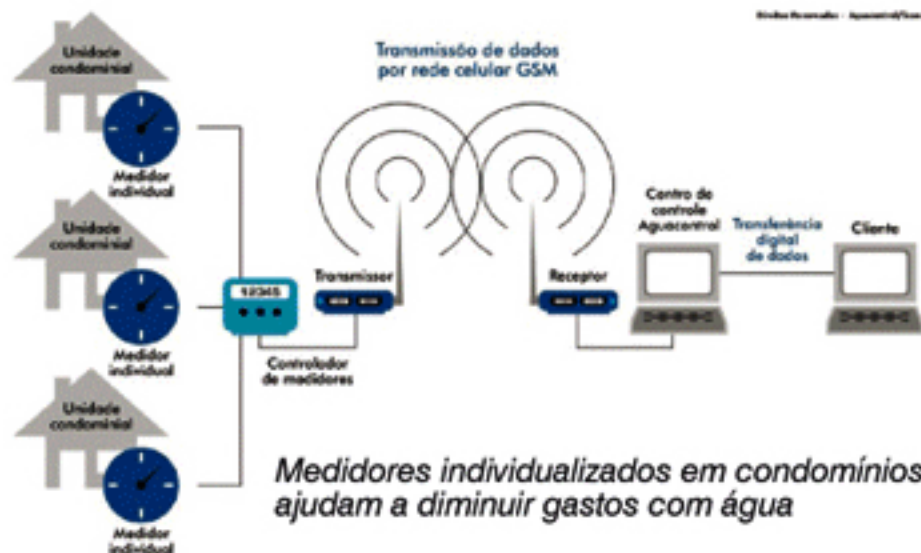 Unidade
condominial
Medidor
individual
Unidade
condominial
Medidor
individual
Unidade
condominial
Medidor
individual
12345
Controlador
de medidores
Transmissão de dados
por rede celular GSM
Transmissor
Receptor
Centro de
controle
Aguacontrol
Transferência
digital
de dados
Cliente
Medidores individualizados em condomínios
ajudam a diminuir gastos com água